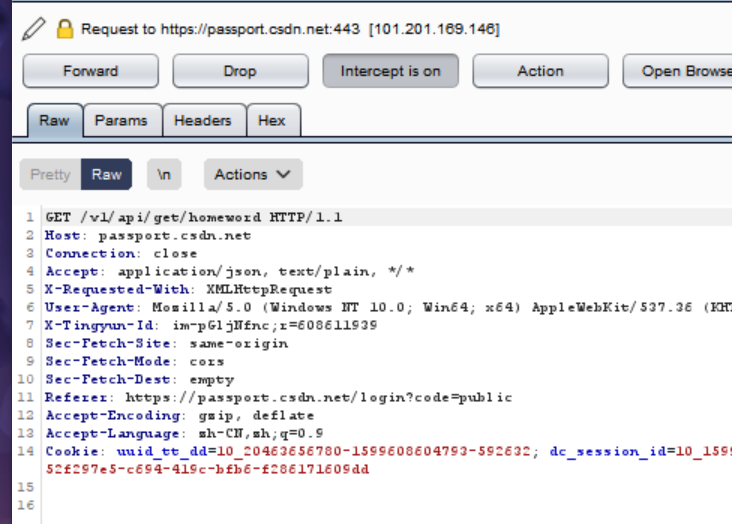 Request to https://passport.csdn.net:443 [101.201.169.146]
Forward Drop Intercept is on Action Open Browse
Raw Params Headers Hex
Pretty Raw \n Actions
1 GET /v1/api/get/homeword HTTP/1.1
2 Host: passport.csdn.net
3 Connection: close
4 Accept: application/json, text/plain, */*
5 X-Requested-With: XMLHttpRequest
6 User-Agent: Mozilla/5.0 (Windows NT 10.0; Win64; x64) AppleWebKit/537.36 (KHT
7 X-Tingyun-Id: im-pGljNfnc;r=608611939
8 Sec-Fetch-Site: same-origin
9 Sec-Fetch-Mode: cors
10 Sec-Fetch-Dest: empty
11 Referer: https://passport.csdn.net/login?code=public
12 Accept-Encoding: gzip, deflate
13 Accept-Language: zh-CN,zh;q=0.9
14 Cookie: uuid_tt_dd=10_20463656780-1599608604793-592632; dc_session_id=10_159
52f297e5-c694-419c-bfb6-f286171609dd
15
16